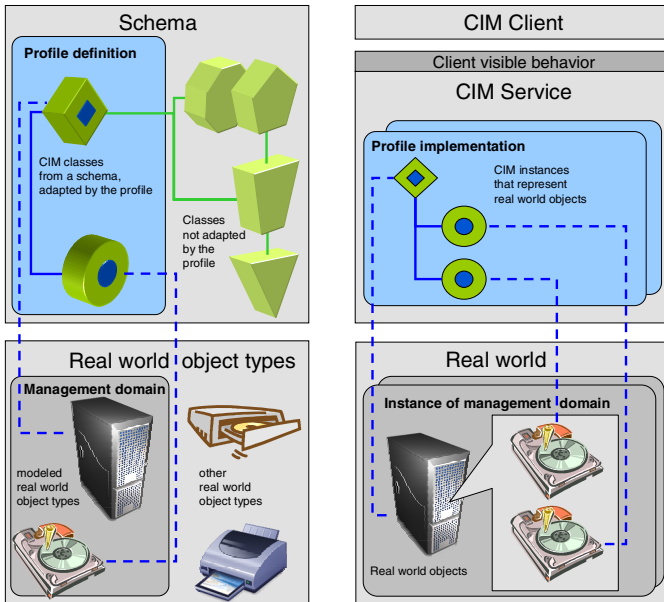 Schema
Profile definition
CIM classes
from a schema,
adapted by the profile
Classes
not adapted
by the
profile
CIM Client
Client visible behavior
CIM Service
Profile implementation
CIM instances
that represent
real world objects
Real world object types
Management domain
modeled
real world
object types
other
real world
object types
Real world
Instance of management domain
Real world objects